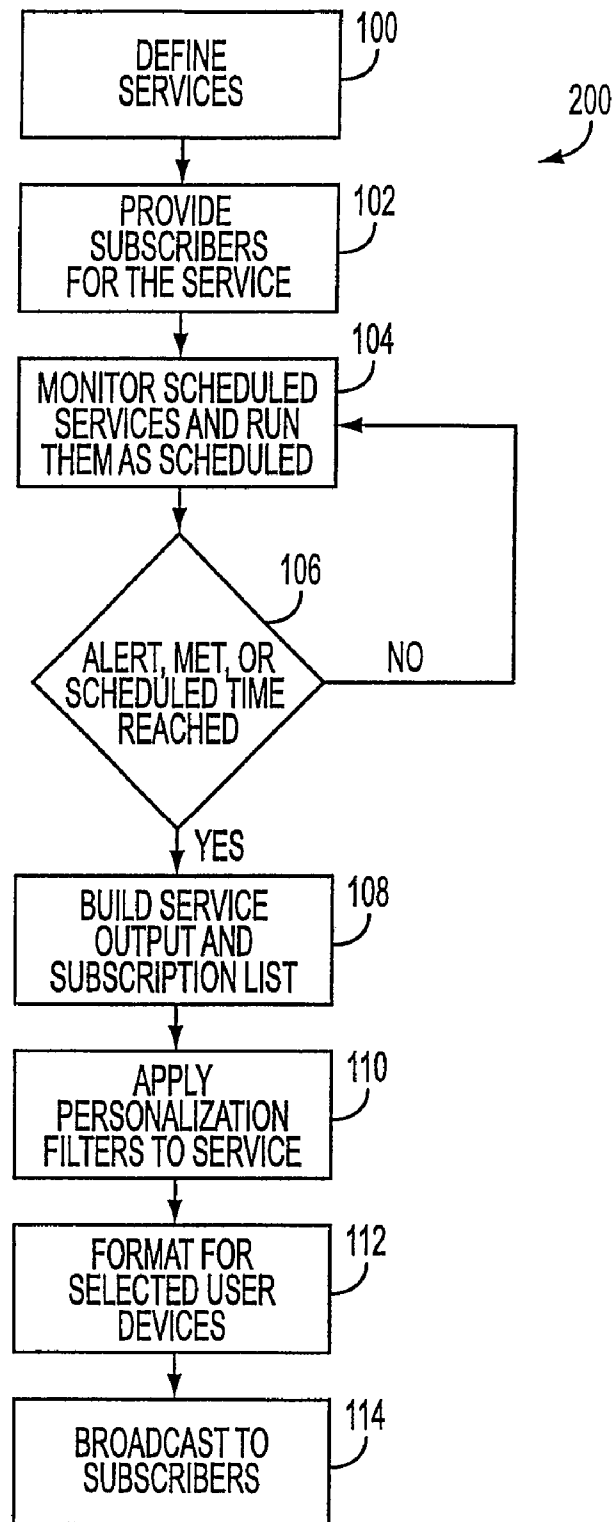 DEFINE
SERVICES
100
200
PROVIDE
SUBSCRIBERS
FOR THE SERVICE
102
MONITOR SCHEDULED
SERVICES AND RUN
THEM AS SCHEDULED
104
ALERT, MET, OR
SCHEDULED TIME
REACHED
106
NO
YES
BUILD SERVICE
OUTPUT AND
SUBSCRIPTION LIST
108
APPLY
PERSONALIZATION
FILTERS TO SERVICE
110
FORMAT FOR
SELECTED USER
DEVICES
112
BROADCAST TO
SUBSCRIBERS
114